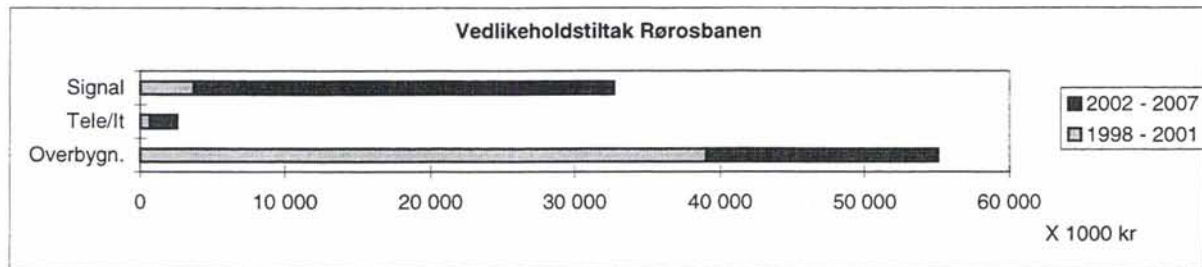 Vedlikeholdstiltak Rørosbanen
Signal
Tele/It
Overbygn.
0 10 000 20 000 30 000 40 000 50 000 60 000
X 1000 kr
2002 - 2007
1998 - 2001